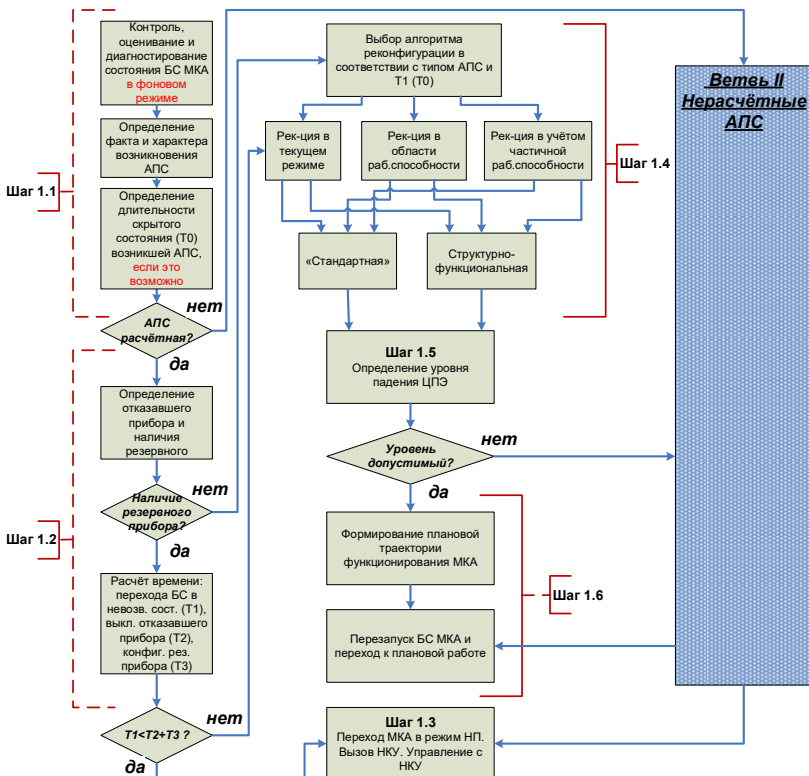 Шаг 1.1
Контроль,
оценивание и
диагностирование
состояния БС МКА
в фоновом
режиме
Определение
факта и характера
возникновения
АПС
Определение
длительности
скрытого
состояния (Т0)
возникшей АПС,
если это
возможно
АПС
расчётная?
нет
да
Шаг 1.2
Определение
отказавшего
прибора и
наличия
резервного
Наличие
резервного
прибора?
нет
да
Расчёт времени:
перехода БС в
невозв. сост. (Т1),
выкл. отказавшего
прибора (Т2),
конфиг. рез.
прибора (Т3)
Т1<Т2+Т3 ?
нет
да
Выбор алгоритма
реконфигурации в
соответствии с типом АПС и
Т1 (Т0)
Рек-ция в
текущем
режиме
Рек-ция в
области
раб.способности
Рек-ция в учётом
частичной
раб.способности
Шаг 1.4
«Стандартная»
Структурно-
функциональная
Шаг 1.5
Определение уровня
падения ЦПЭ
Уровень
допустимый?
нет
да
Формирование плановой
траектории
функционирования МКА
Шаг 1.6
Перезапуск БС МКА и
переход к плановой работе
Шаг 1.3
Переход МКА в режим НП.
Вызов НКУ. Управление с
НКУ
Ветвь II
Нерасчётные
АПС